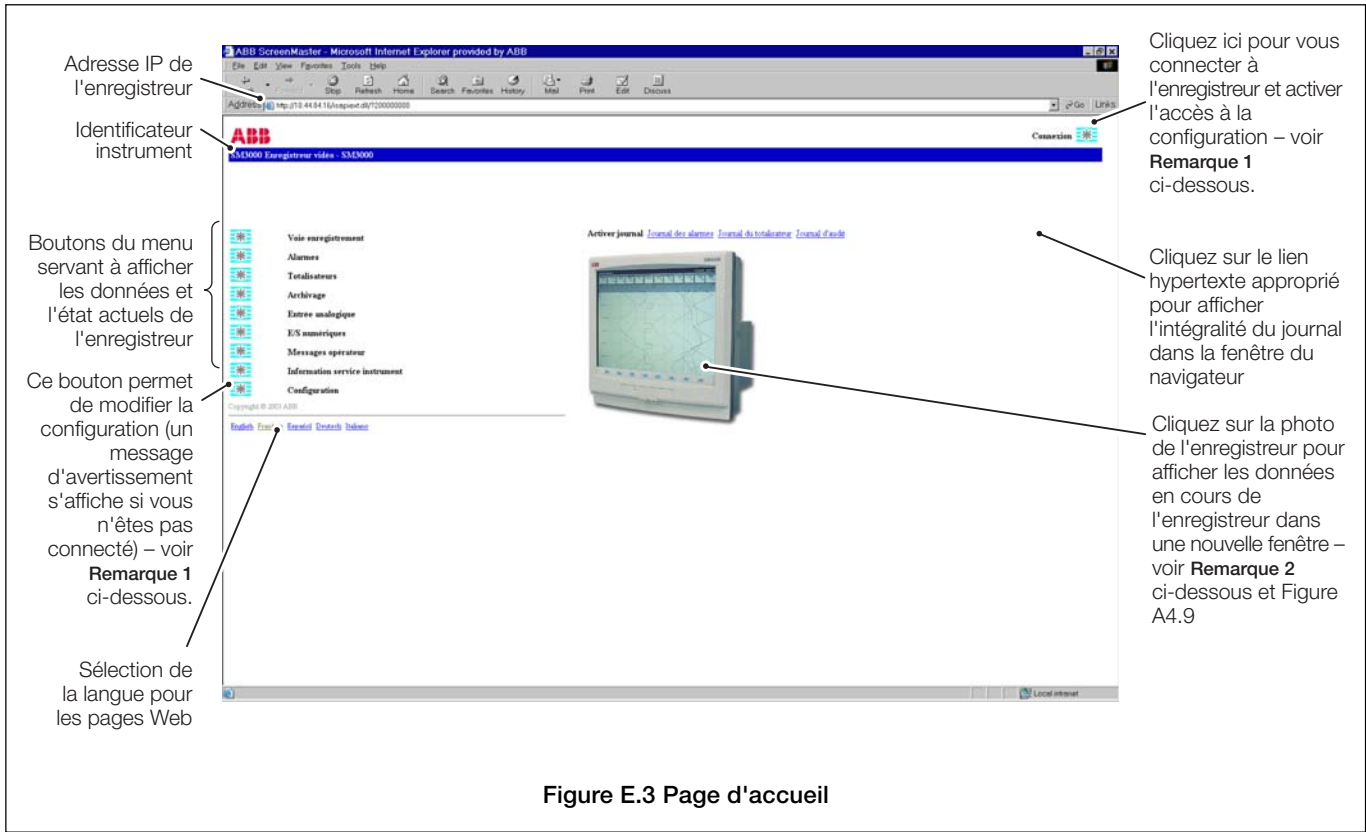 Adresse IP de
l'enregistreur
Identificateur
instrument
Boutons du menu
servant à afficher
les données et
l'état actuels de
l'enregistreur
Ce bouton permet
de modifier la
configuration (un
message
d'avertissement
s'affiche si vous
n'êtes pas
connecté) – voir
Remarque 1
ci-dessous.
Sélection de
la langue pour
les pages Web
ABB ScreenMaster - Microsoft Internet Explorer provided by ABB
File Edit View Favorites Tools Help
Stop Refresh Home Search Favorites History Mail Print Edit Discuss
Address
Go Links
ABB
Connexion
SM3000 Enregistreur vidéo - SM3000
Voie enregistrement
Alarmes
Totalisateurs
Archivage
Entrée analogique
E/S numériques
Messages opérateur
Information service instrument
Configuration
Copyright © 2003 ABB
English Español Deutsch Italiano
Activer journal Journal des alarmes Journal du totalisateur Journal d'audit
ABB
Local intranet
Cliquez ici pour vous
connecter à
l'enregistreur et activer
l'accès à la
configuration – voir
Remarque 1
ci-dessous.
Cliquez sur le lien
hypertexte approprié
pour afficher
l'intégralité du journal
dans la fenêtre du
navigateur
Cliquez sur la photo
de l'enregistreur pour
afficher les données
en cours de
l'enregistreur dans
une nouvelle fenêtre –
voir Remarque 2
ci-dessous et Figure
A4.9
Figure E.3 Page d'accueil